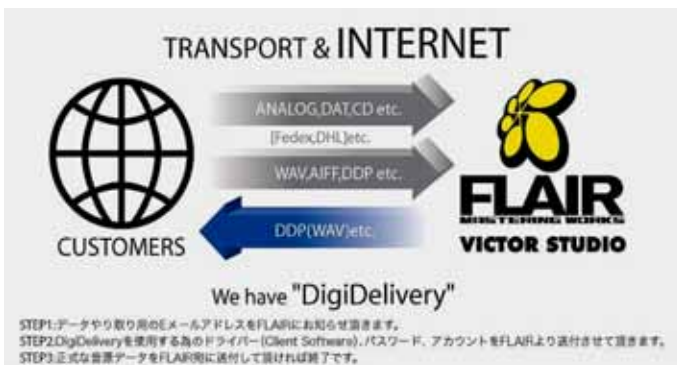 TRANSPORT & INTERNET
ANALOG,DAT,CD etc.
[Fedex,DHL]etc.
WAV,AIFF,DDP etc.
DDP(WAV)etc.
CUSTOMERS
FLAIR
MASTERING WORKS
VICTOR STUDIO
We have "DigiDelivery"
STEP1:データやり取り用のEメールアドレスをFLAIRにお知らせ頂きます。
STEP2:DigiDeliveryを使用する為のドライバー(Client Software)、パスワード、アカウントをFLAIRより送付させて頂きます。
STEP3:正式な音源データをFLAIR宛に送付して頂ければ終了です。